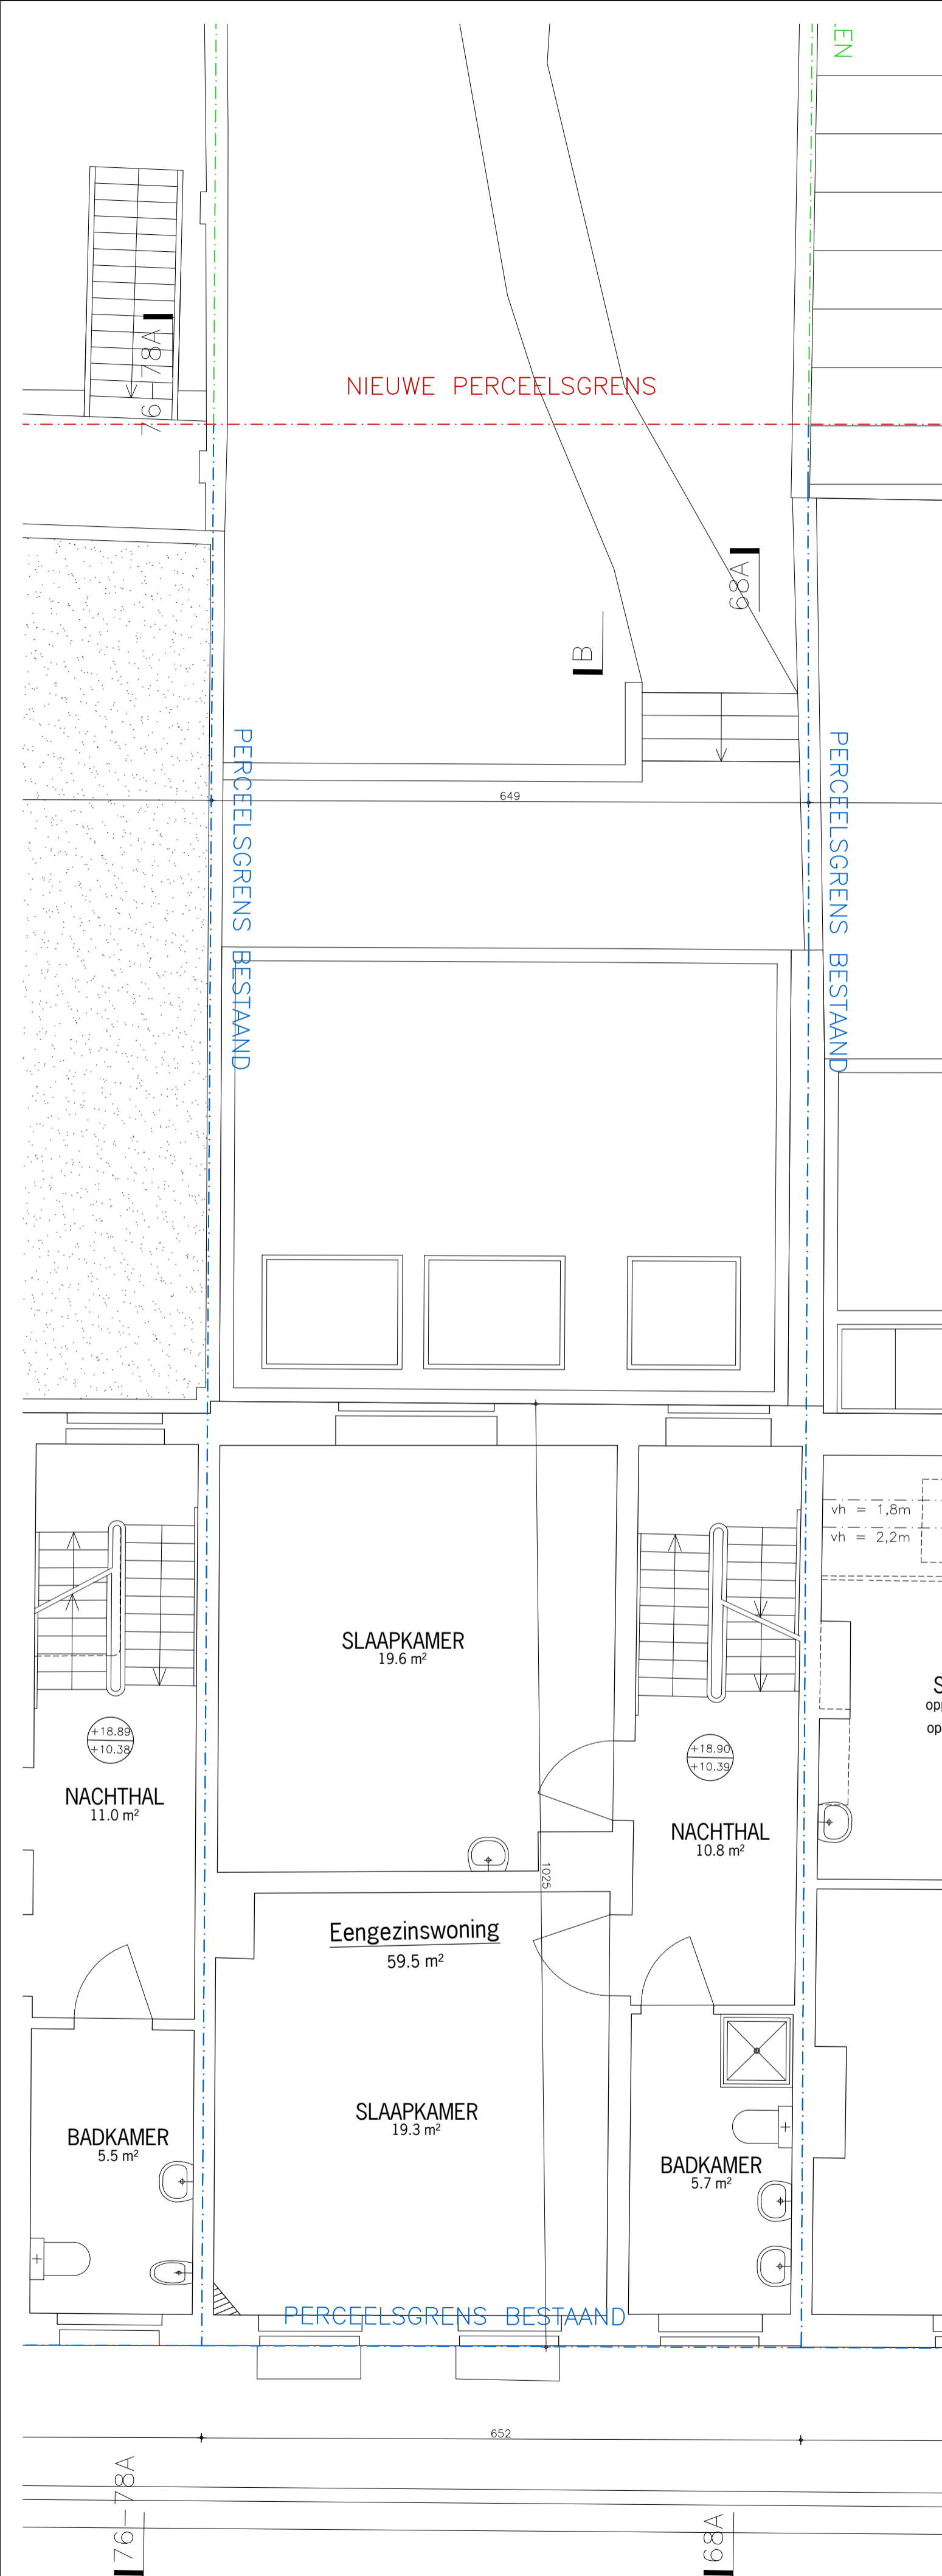 .EN
76-78A
NIEUWE PERCEELSGRENS
68A
B
PERCEELSGRENS BESTAAND
PERCEELSGRENS BESTAAND
649
vh = 1,8m
vh = 2,2m
SLAAPKAMER
19.6 m²
S
opp
op
+18.89
+10.38
+18.90
+10.39
NACHTHAL
11.0 m²
NACHTHAL
10.8 m²
1025
Eengezinswoning
59.5 m²
SLAAPKAMER
19.3 m²
BADKAMER
5.5 m²
BADKAMER
5.7 m²
PERCEELSGRENS BESTAAND
652
76-78A
68A